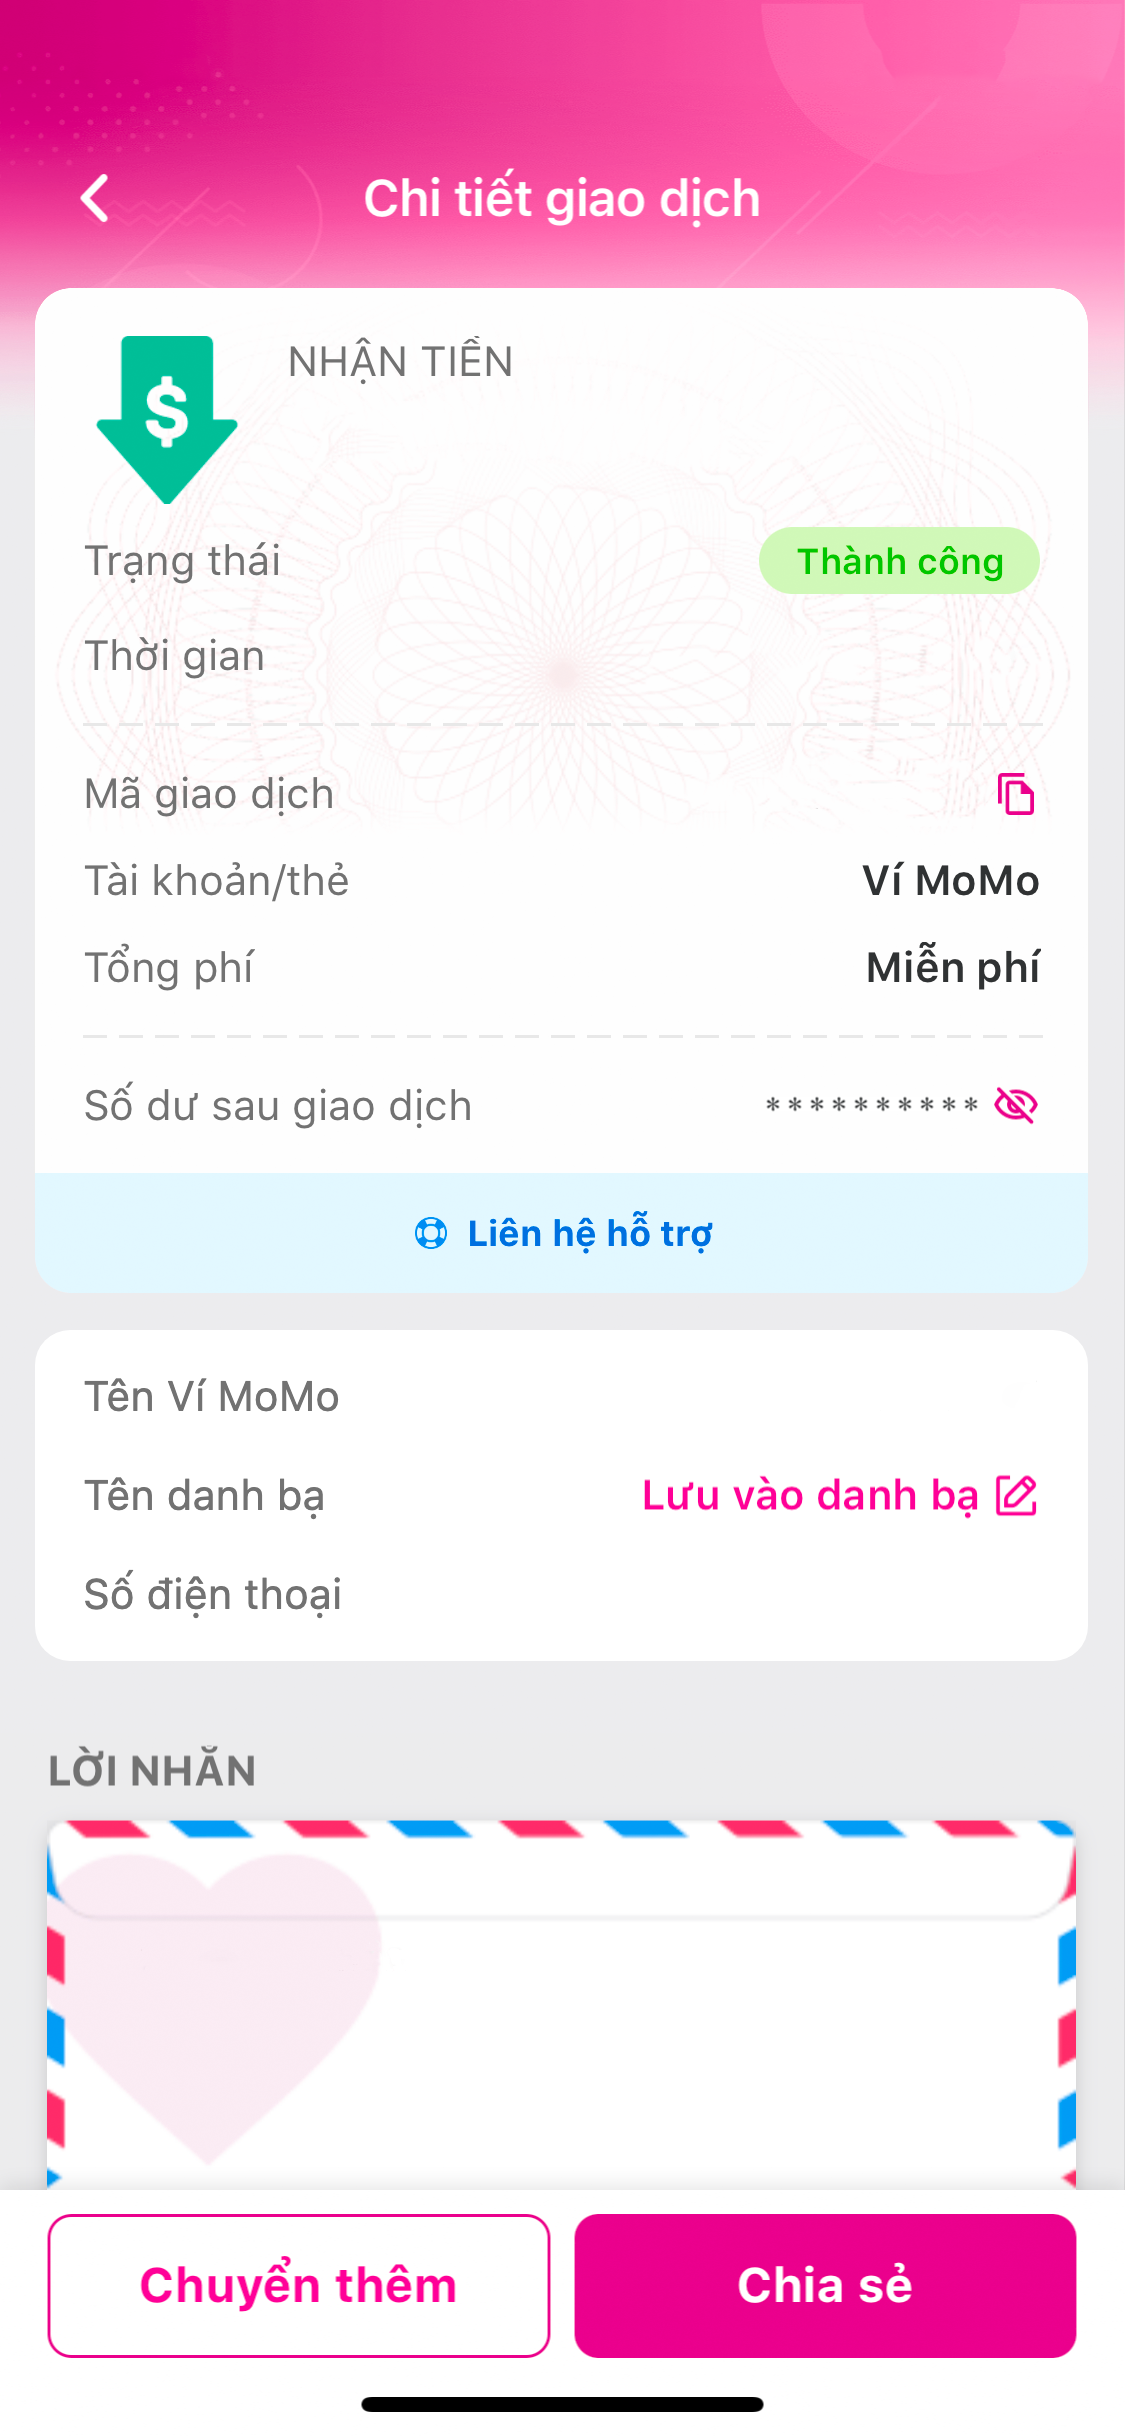 Chi tiết giao dịch
NHẬN TIỀN
Trạng thái Thành công
Thời gian
Mã giao dịch
Tài khoản/thẻ Ví MoMo
Tổng phí Miễn phí
Số dư sau giao dịch **********
Liên hệ hỗ trợ
Tên Ví MoMo
Tên danh bạ Lưu vào danh bạ
Số điện thoại
LỜI NHẮN
Chuyển thêm Chia sẻ